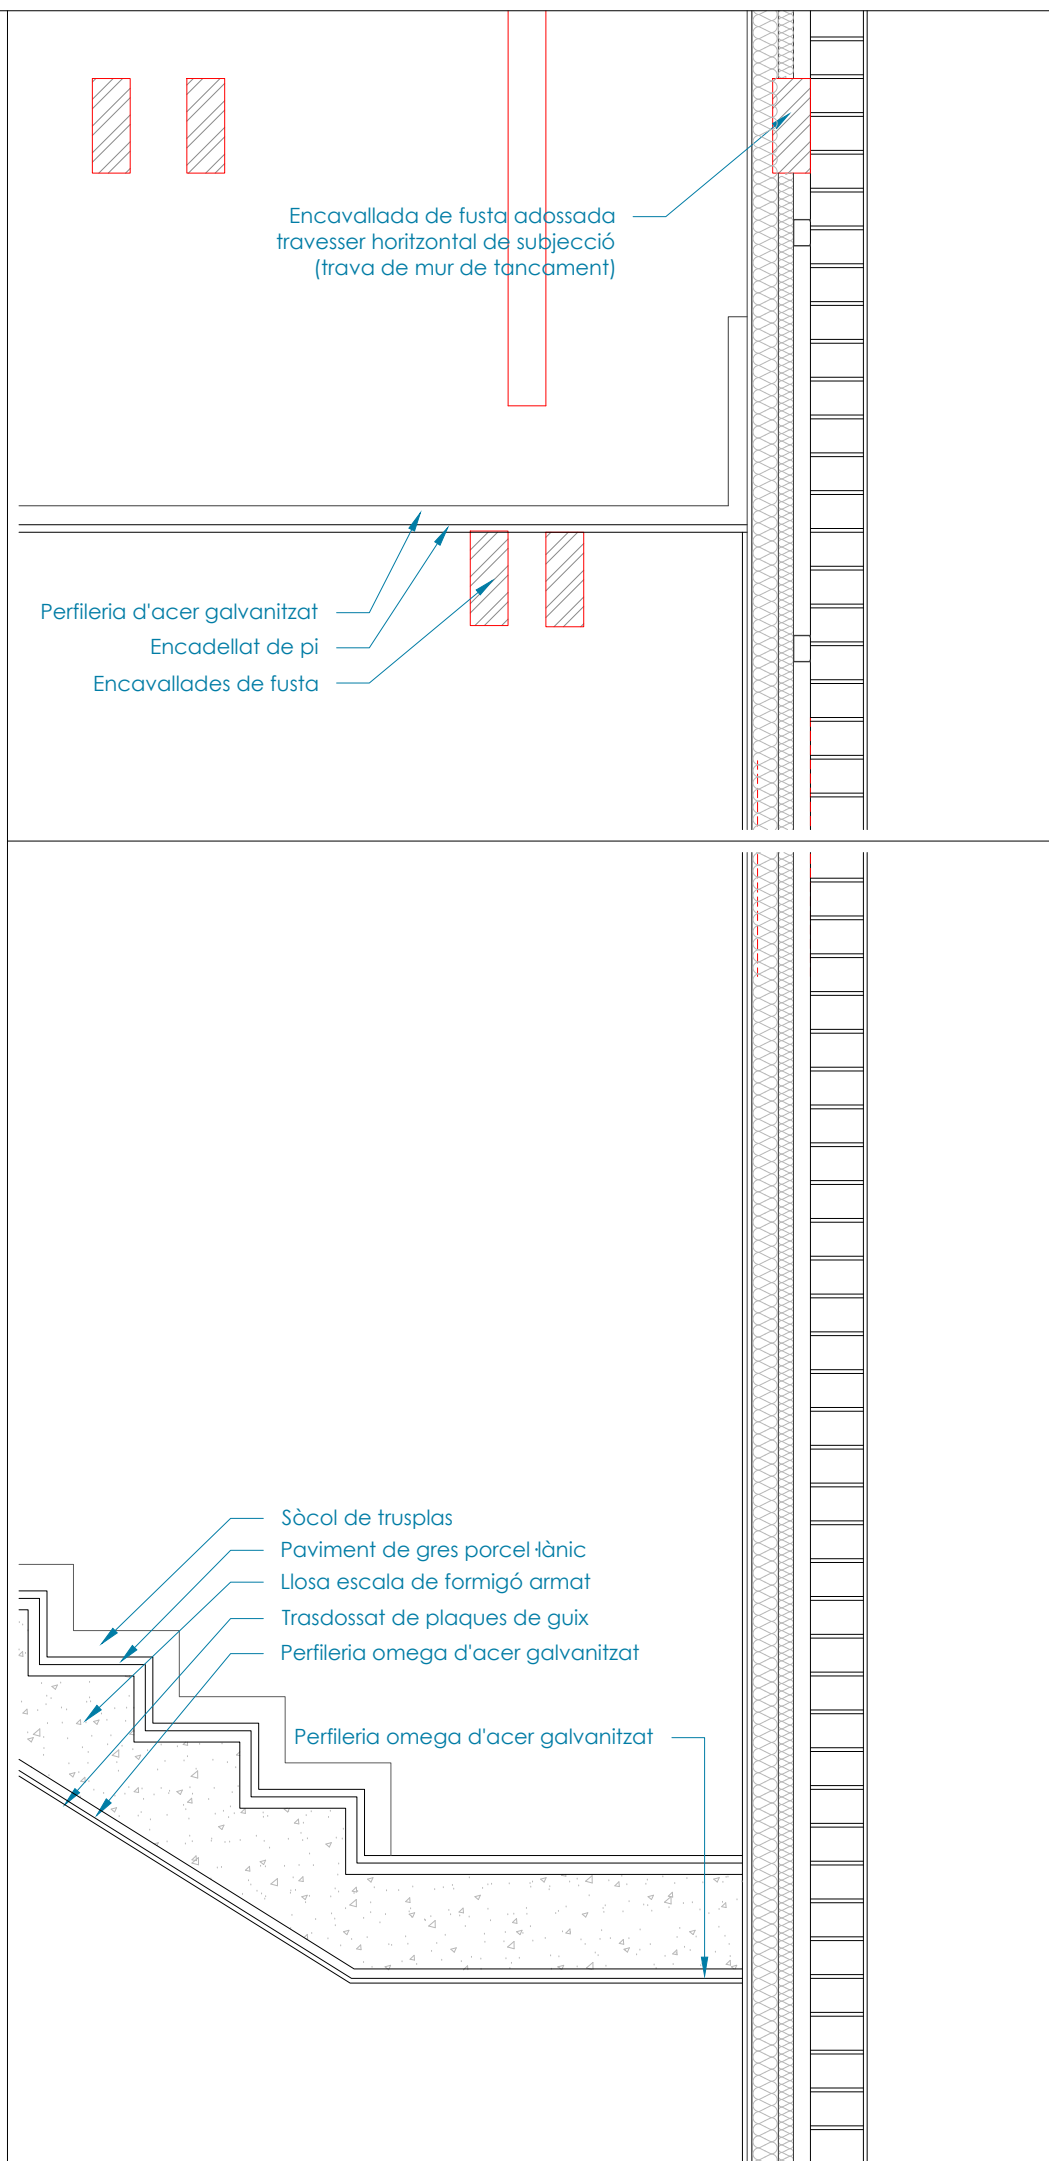 Encavallada de fusta adossada
travesser horitzontal de subjecció
(trava de mur de tancament)
Perfileria d'acer galvanitzat
Encadellat de pi
Encavallades de fusta
Sòcol de trusplas
Paviment de gres porcel·lànic
Llosa escala de formigó armat
Trasdossat de plaques de guix
Perfileria omega d'acer galvanitzat
Perfileria omega d'acer galvanitzat